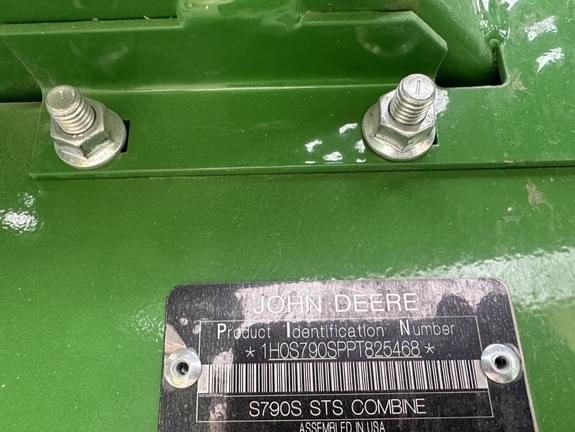 JOHN DEERE
Product Identification Number
*1H0S790SPPT825468*
S790S STS COMBINE
ASSEMBLED IN USA